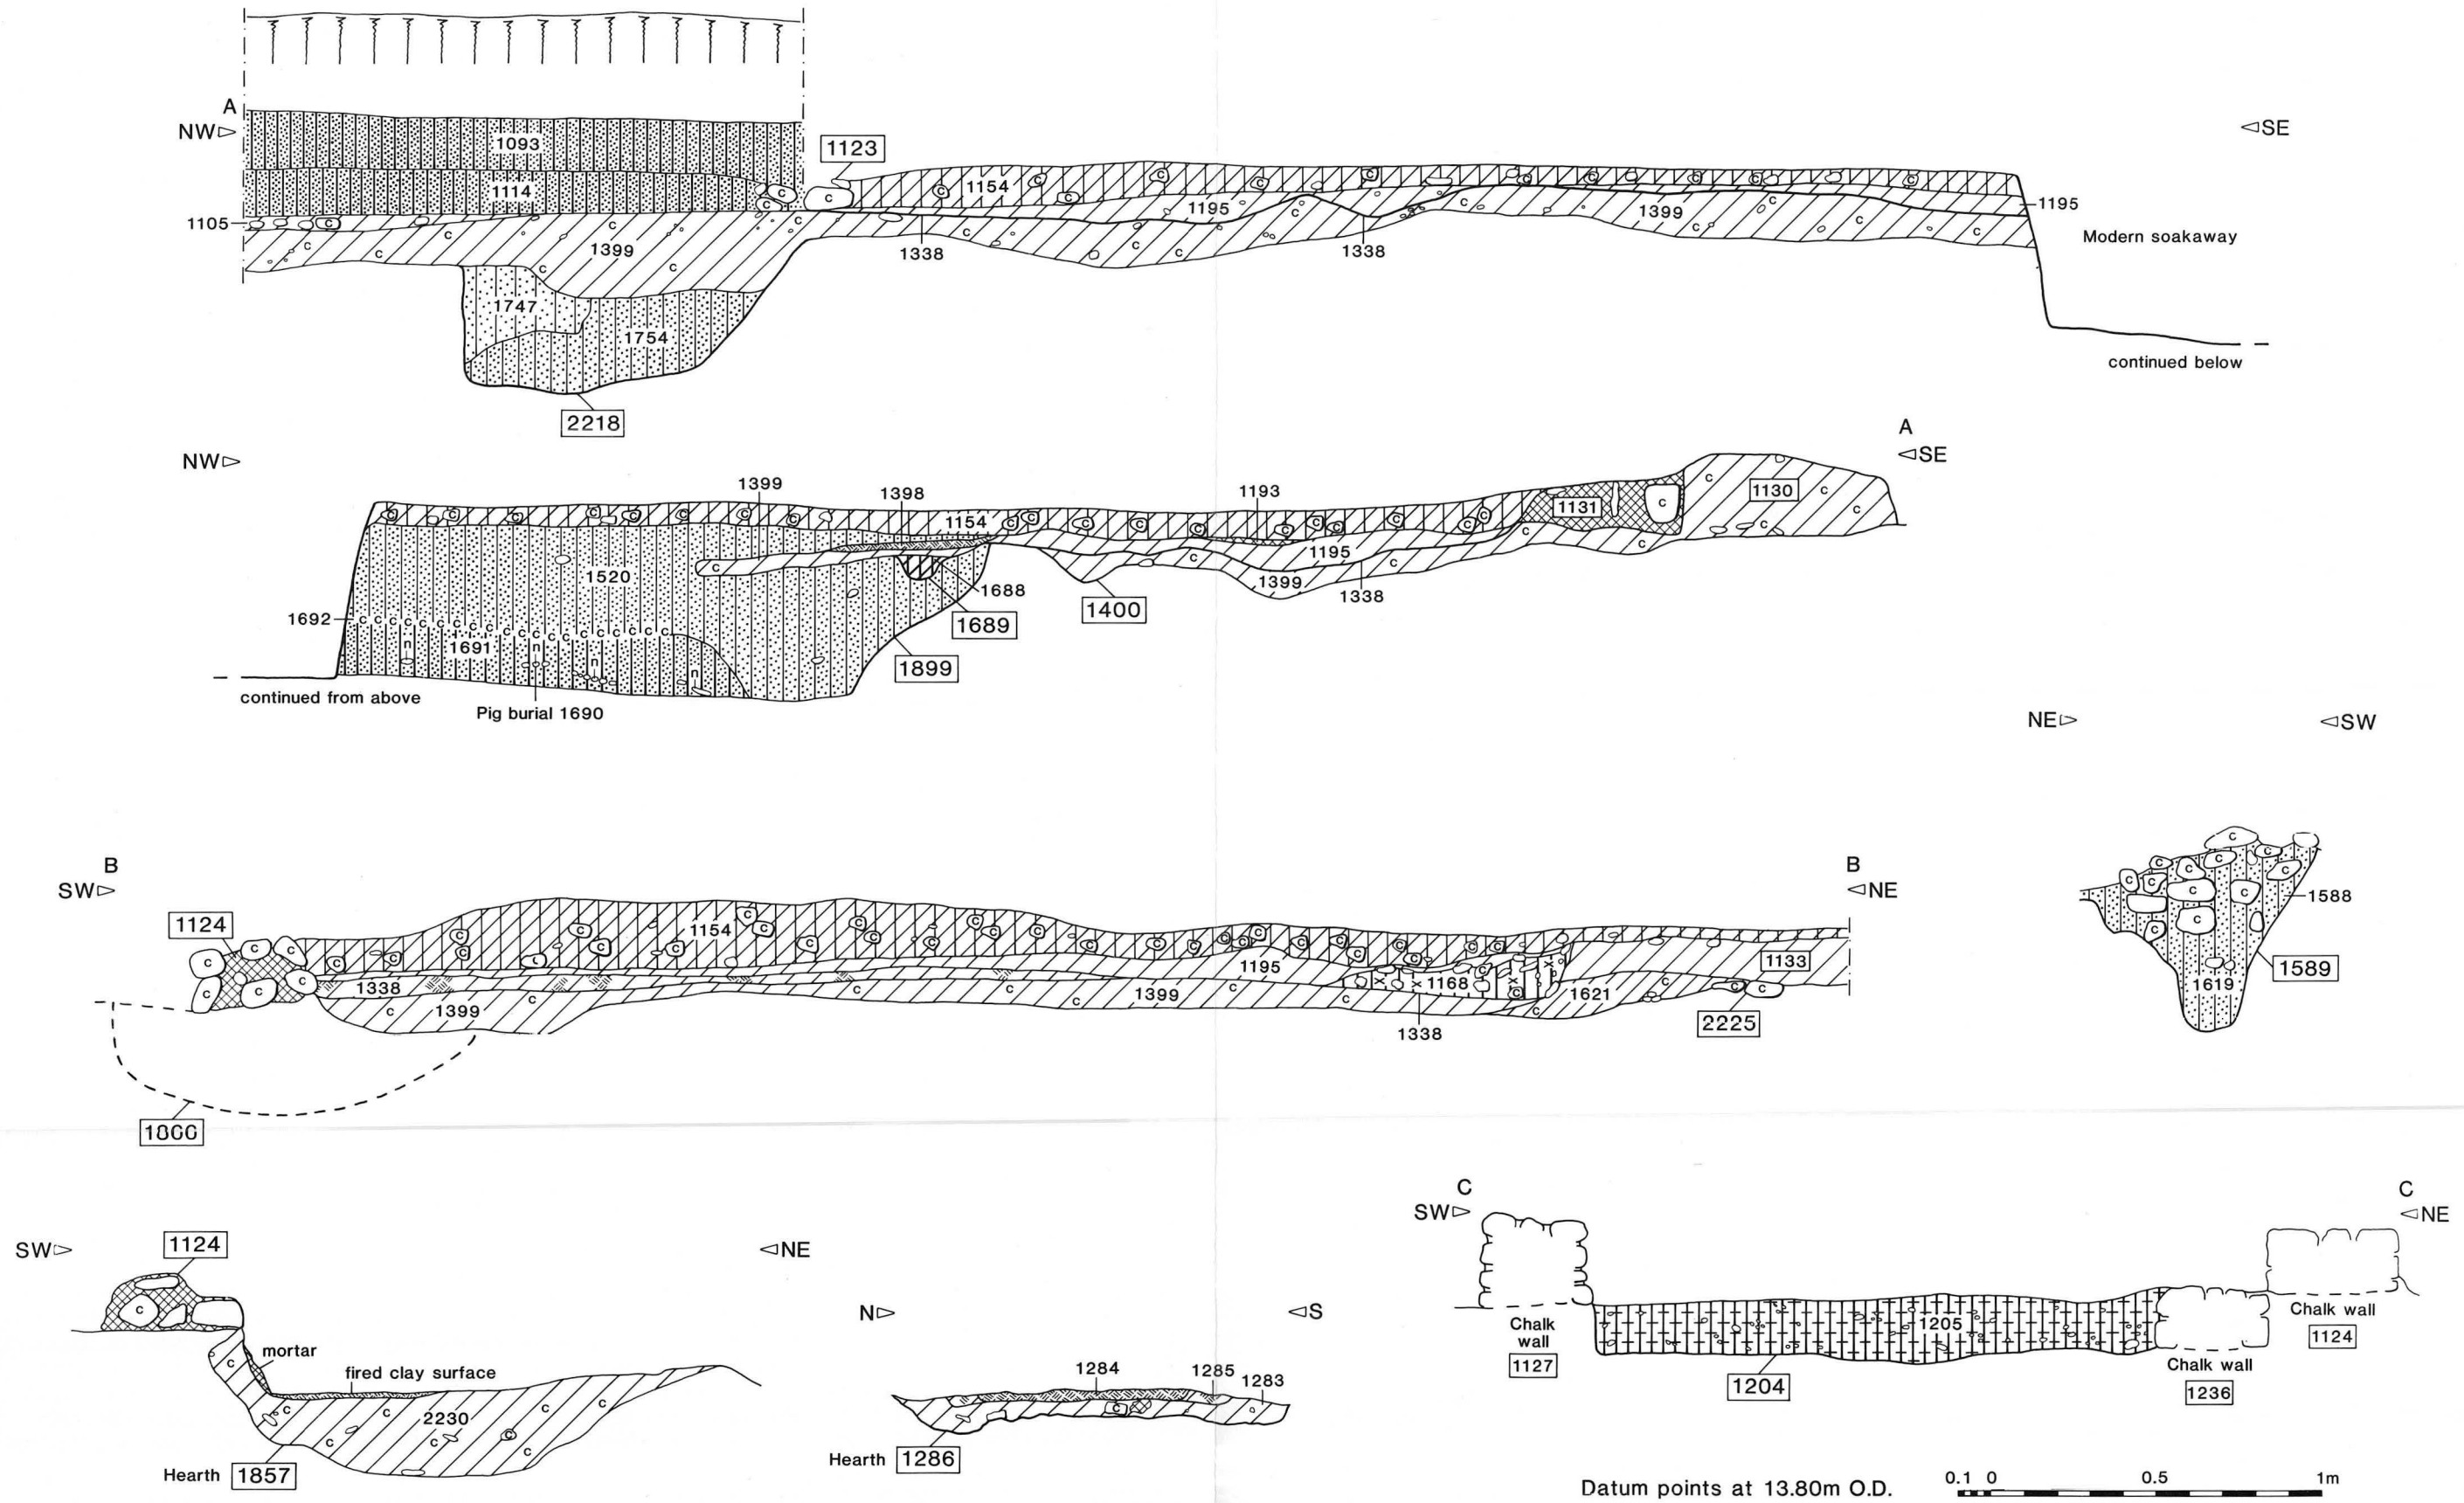 A
NW
SE
1093
1123
1114
1154
1105
1195
1195
1399
1399
1338
1338
Modern soakaway
1747
1754
continued below
2218
A
NW
SE
1399
1398
1193
1154
1131
1130
1520
1195
1399
1688
1338
1400
1692
1689
1691
n
n
n
n
1899
continued from above
Pig burial 1690
NE
SW
B
SW
B
NE
1124
1154
1588
1195
1133
1338
1168
1589
1399
1399
1621
1619
2225
1338
C
SW
C
NE
SW
1124
NE
N
S
Chalk
wall
1127
1205
Chalk wall
1124
mortar
fired clay surface
1284
1285
1283
1204
Chalk wall
1236
2230
Hearth 1857
Hearth 1286
Datum points at 13.80m O.D.
0.1 0 0.5 1m